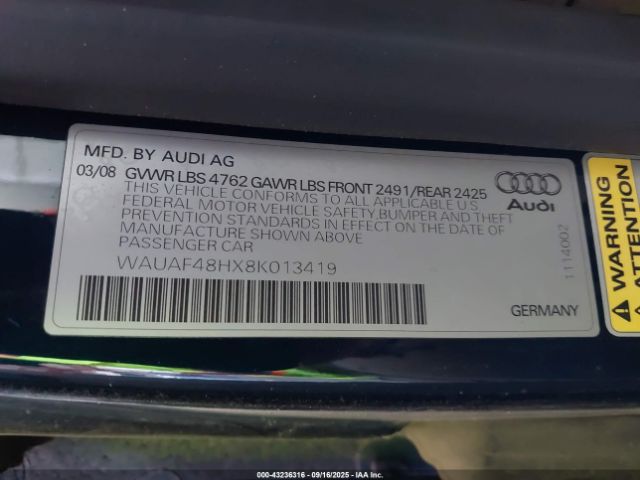 MFD. BY AUDI AG
03/08 GVWR LBS 4762 GAWR LBS FRONT 2491/REAR 2425
THIS VEHICLE CONFORMS TO ALL APPLICABLE U.S.
FEDERAL MOTOR VEHICLE SAFETY,BUMPER AND THEFT
PREVENTION STANDARDS IN EFFECT ON THE DATE OF
MANUFACTURE SHOWN ABOVE
PASSENGER CAR
WAUAF48HX8K013419
Audi
1114002
GERMANY
WARNING
ATTENTION
000-43236316 - 09/16/2025 - IAAI.COM